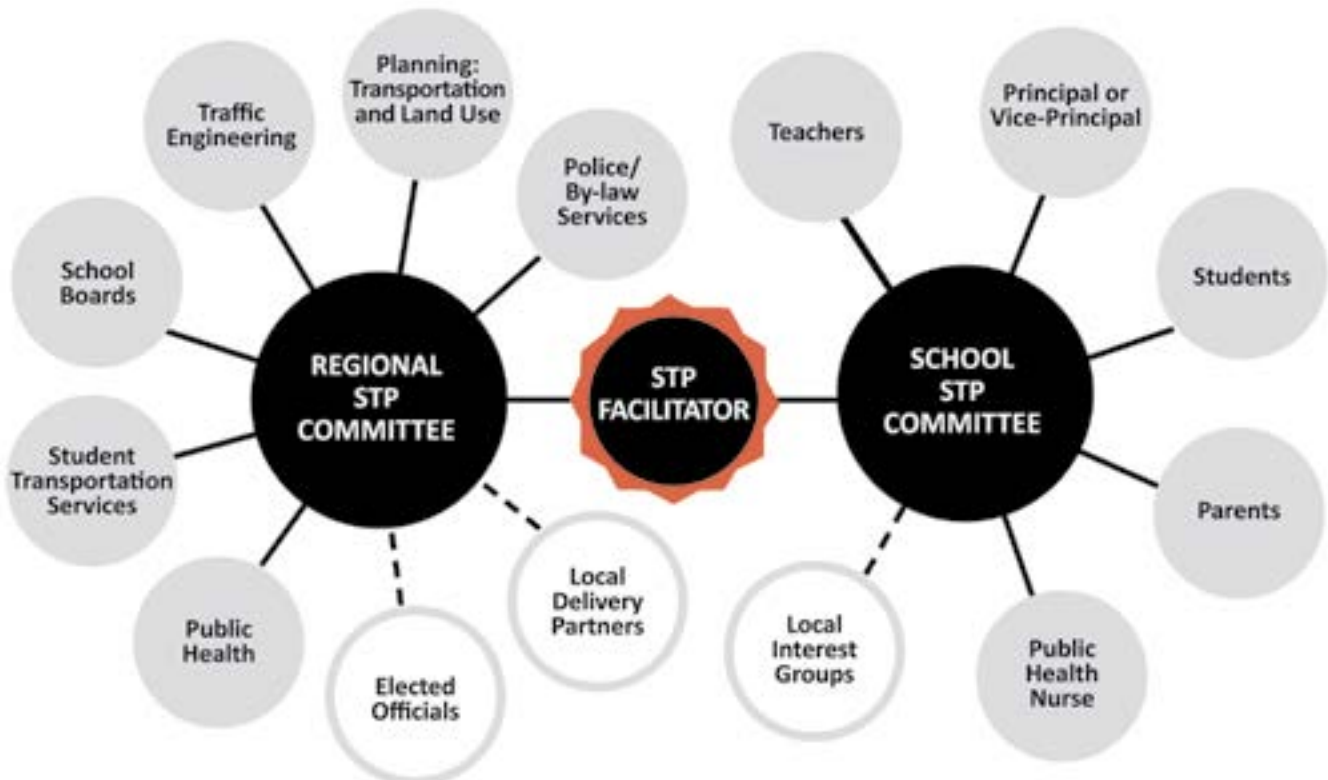 Planning:
Transportation
and Land Use
Traffic
Engineering
Police/
By-law
Services
School
Boards
Student
Transportation
Services
Public
Health
Elected
Officials
Local
Delivery
Partners
REGIONAL
STP
COMMITTEE
STP
FACILITATOR
SCHOOL
STP
COMMITTEE
Teachers
Principal or
Vice-Principal
Students
Parents
Public
Health
Nurse
Local
Interest
Groups